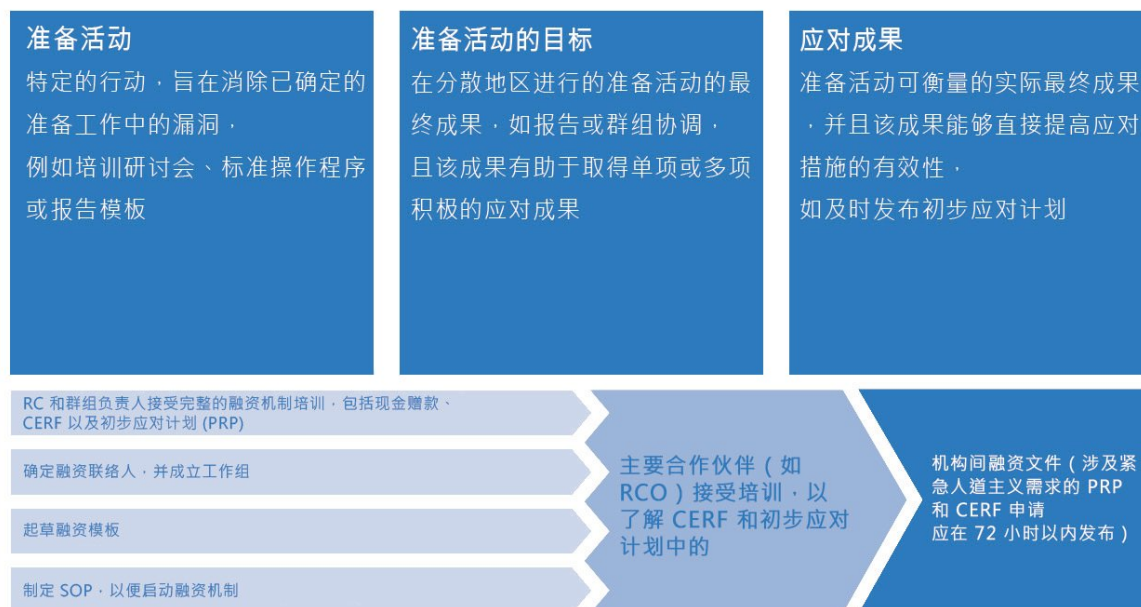 准备活动
特定的行动，旨在消除已确定的
准备工作中的漏洞，
例如培训研讨会、标准操作程序
或报告模板
准备活动的目标
在分散地区进行的准备活动的最
终成果，如报告或群组协调，
且该成果有助于取得单项或多项
积极的应对成果
应对成果
准备活动可衡量的实际最终成果
，并且该成果能够直接提高应对
措施的有效性，
如及时发布初步应对计划
RC 和群组负责人接受完整的融资机制培训，包括现金赠款、
CERF 以及初步应对计划 (PRP)
确定融资联络人，并成立工作组
起草融资模板
制定 SOP，以便启动融资机制
主要合作伙伴（如
RCO）接受培训，以
了解 CERF 和初步应对
计划中的
机构间融资文件（涉及紧
急人道主义需求的 PRP
和 CERF 申请
应在 72 小时以内发布）